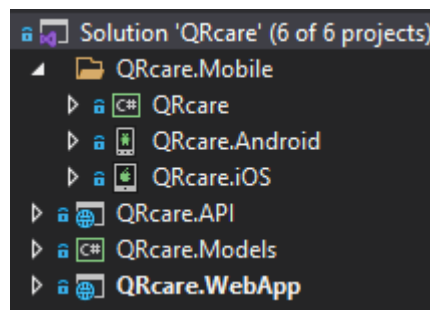 Solution 'QRcare' (6 of 6 projects)
QRcare.Mobile
C# QRcare
QRcare.Android
QRcare.iOS
QRcare.API
C# QRcare.Models
QRcare.WebApp